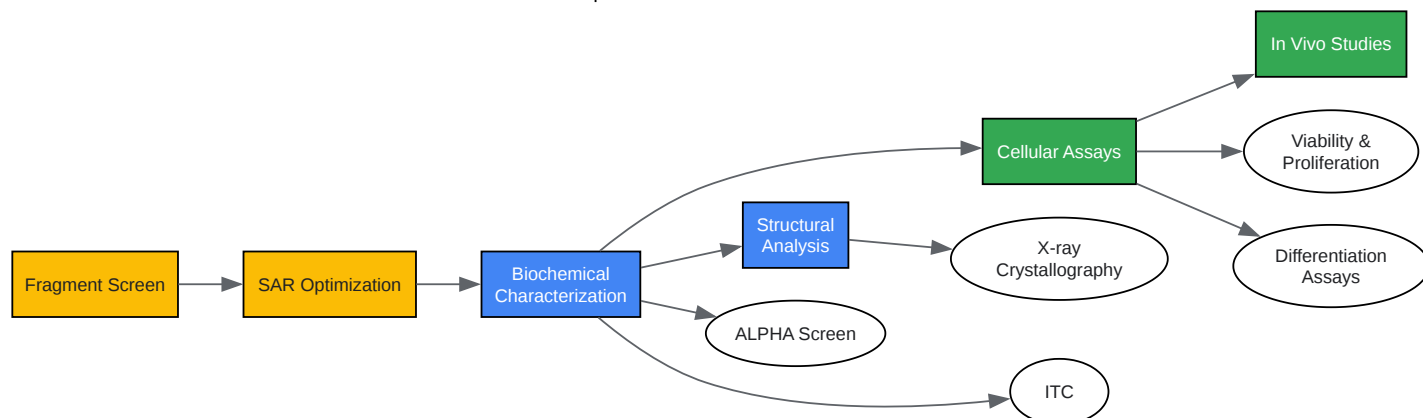 In Vivo Studies
Viability &
Proliferation
Cellular Assays
Structural
Analysis
X-ray
Crystallography
Differentiation
Assays
Fragment Screen
SAR Optimization
Biochemical
Characterization
ALPHA Screen
ITC